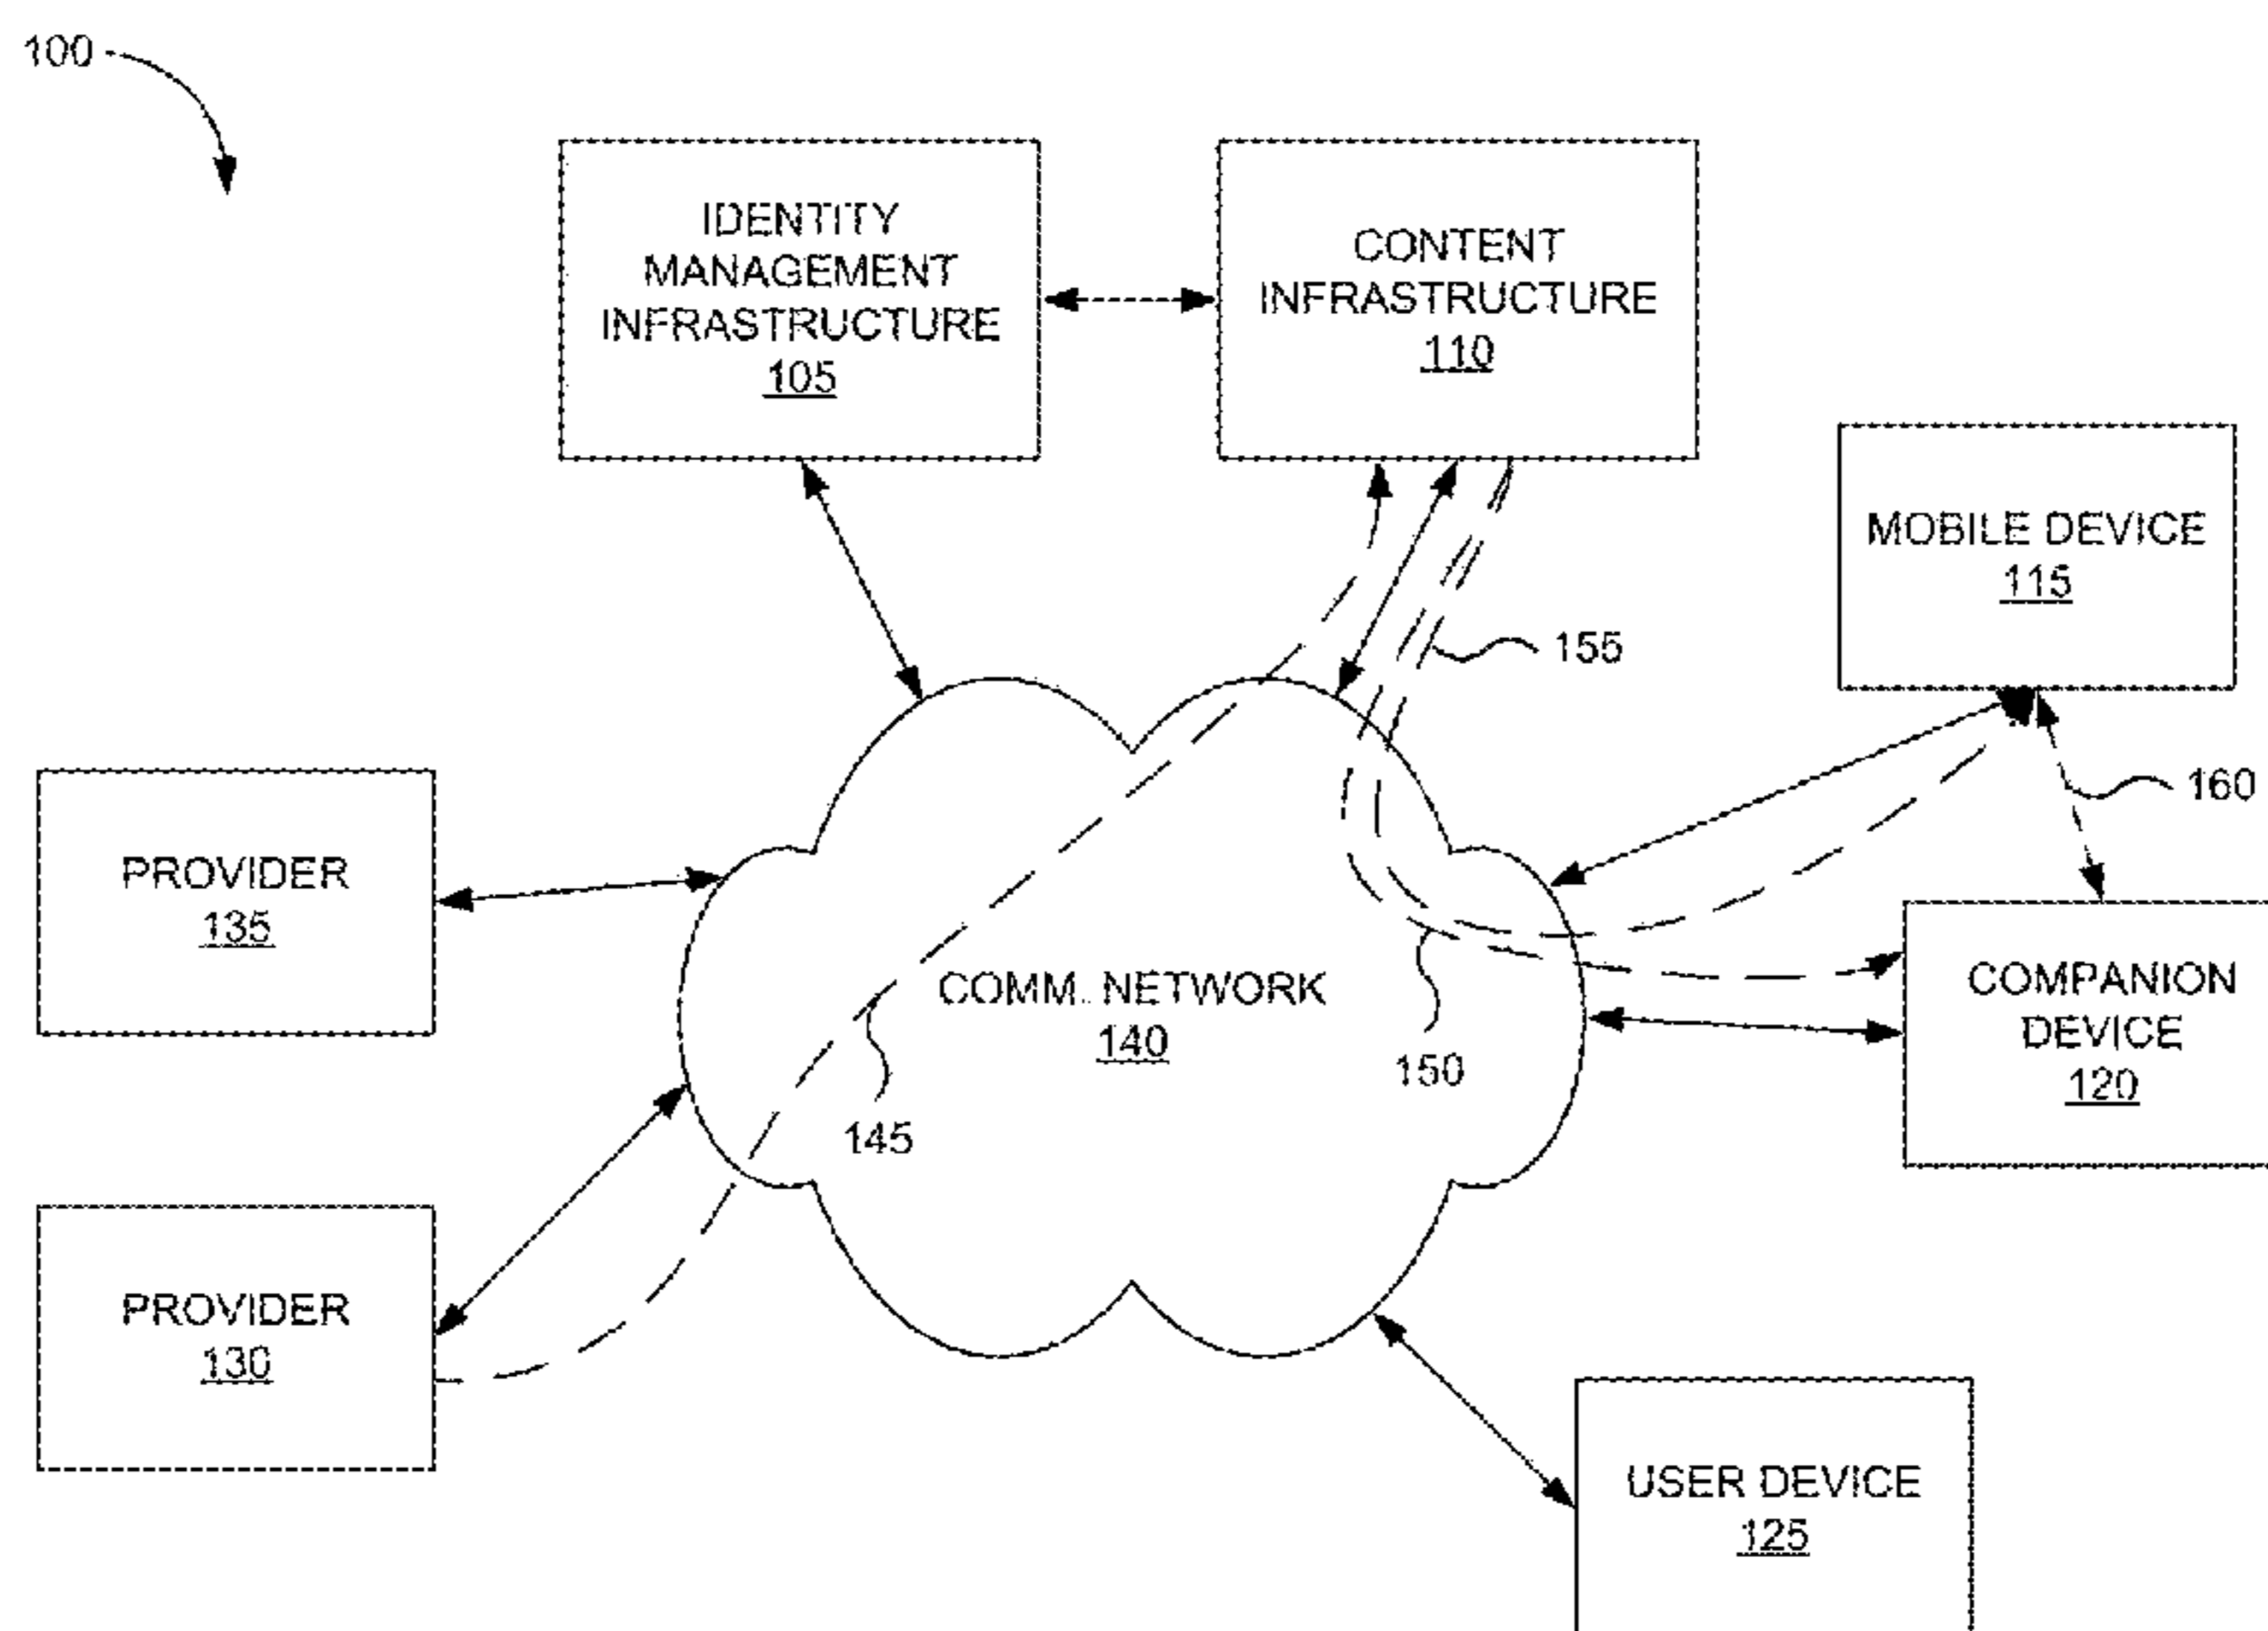 100
IDENTITY
MANAGEMENT
INFRASTRUCTURE
105
CONTENT
INFRASTRUCTURE
110
MOBILE DEVICE
115
155
160
PROVIDER
135
COMM. NETWORK
140
COMPANION
DEVICE
120
150
145
PROVIDER
130
USER DEVICE
125